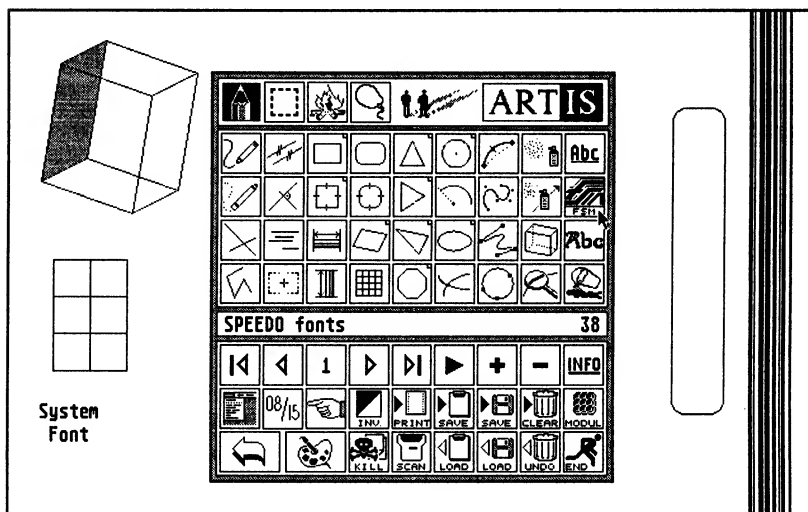 ARTIS
Abc
FSM
Abc
SPEEDO fonts 38
1 + - INFO
08/15 INV. PRINT SAVE SAVE CLEAR MODUL
KILL SCAN LOAD LOAD UNDO END
System
Font